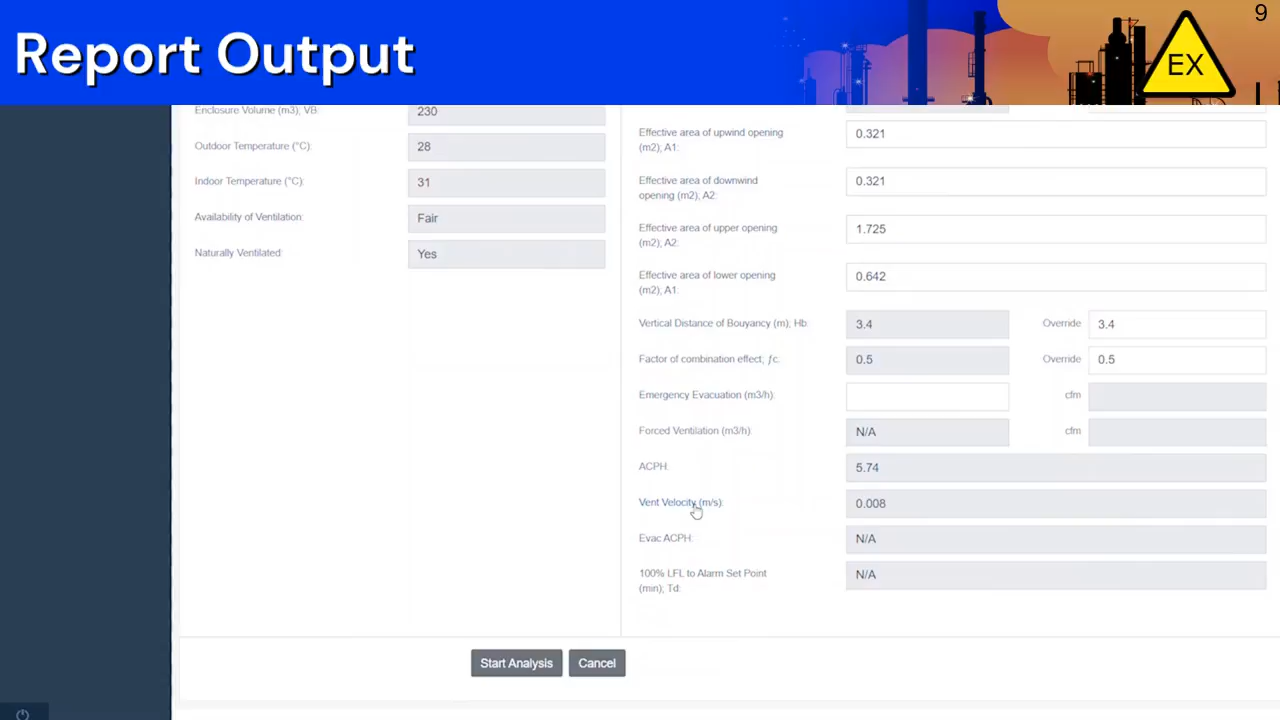 9
Report Output
EX
Enclosure Volume (m3); VB:
230
Outdoor Temperature (°C):
28
Indoor Temperature (°C):
31
Availability of Ventilation:
Fair
Naturally Ventilated:
Yes
Effective area of upwind opening
(m2); A1:
0.321
Effective area of downwind
opening (m2); A2:
0.321
Effective area of upper opening
(m2); A2:
1.725
Effective area of lower opening
(m2); A1:
0.642
Vertical Distance of Bouyancy (m); Hb:
3.4
Override
3.4
Factor of combination effect; ƒc:
0.5
Override
0.5
Emergency Evacuation (m3/h):
cfm
Forced Ventilation (m3/h):
N/A
cfm
ACPH:
5.74
Vent Velocity (m/s):
0.008
Evac ACPH:
N/A
100% LFL to Alarm Set Point
(min); Td:
N/A
Start Analysis
Cancel